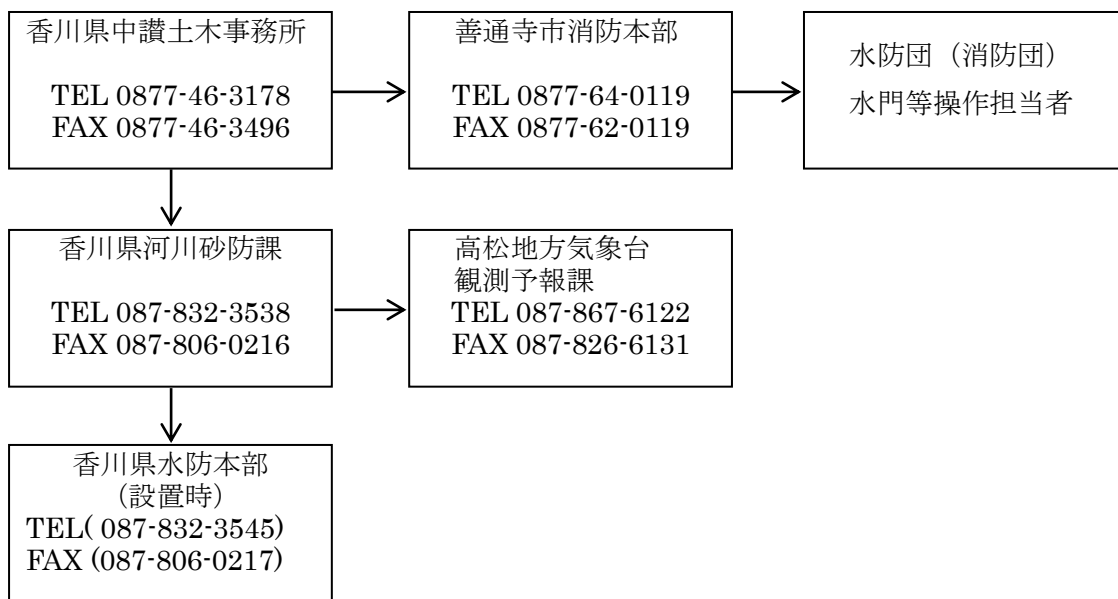 香川県中讃土木事務所
TEL 0877-46-3178
FAX 0877-46-3496
善通寺市消防本部
TEL 0877-64-0119
FAX 0877-62-0119
水防団（消防団）
水門等操作担当者
香川県河川砂防課
TEL 087-832-3538
FAX 087-806-0216
高松地方気象台
観測予報課
TEL 087-867-6122
FAX 087-826-6131
香川県水防本部
（設置時）
TEL( 087-832-3545)
FAX (087-806-0217)